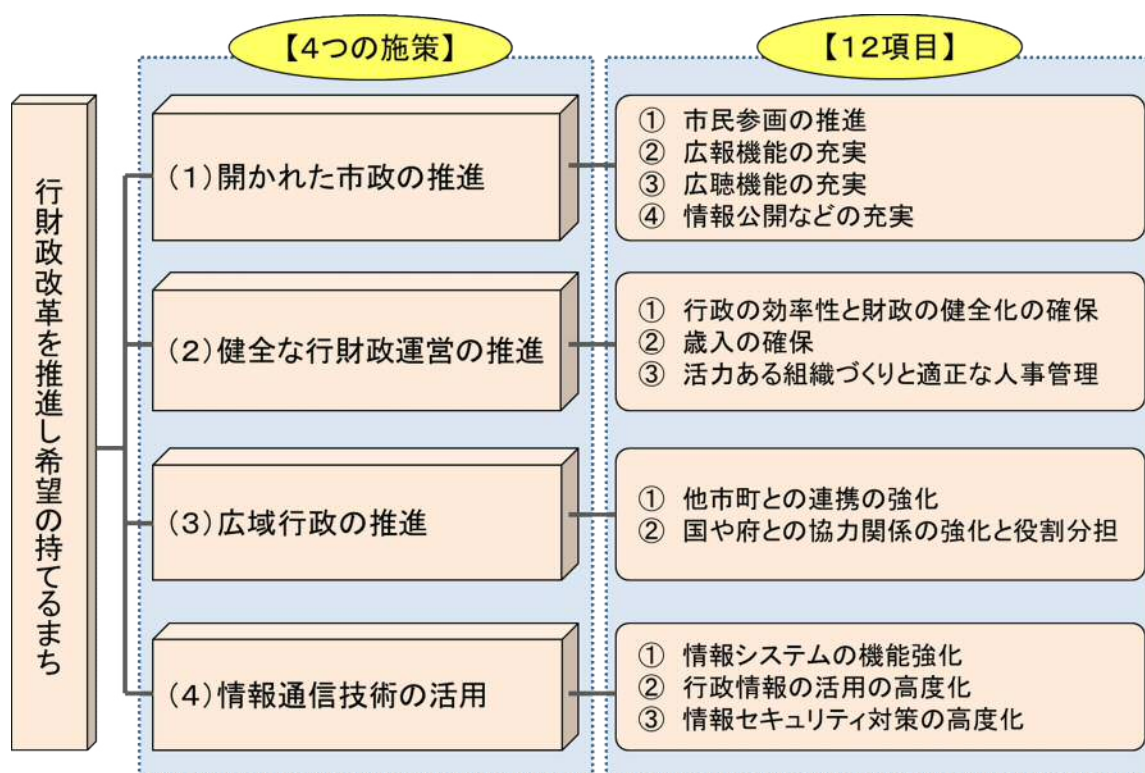 【4つの施策】
【12項目】
行財政改革を推進し希望の持てるまち
(1)開かれた市政の推進
① 市民参画の推進
② 広報機能の充実
③ 広聴機能の充実
④ 情報公開などの充実
(2)健全な行財政運営の推進
① 行政の効率性と財政の健全化の確保
② 歳入の確保
③ 活力ある組織づくりと適正な人事管理
(3)広域行政の推進
① 他市町との連携の強化
② 国や府との協力関係の強化と役割分担
(4)情報通信技術の活用
① 情報システムの機能強化
② 行政情報の活用の高度化
③ 情報セキュリティ対策の高度化